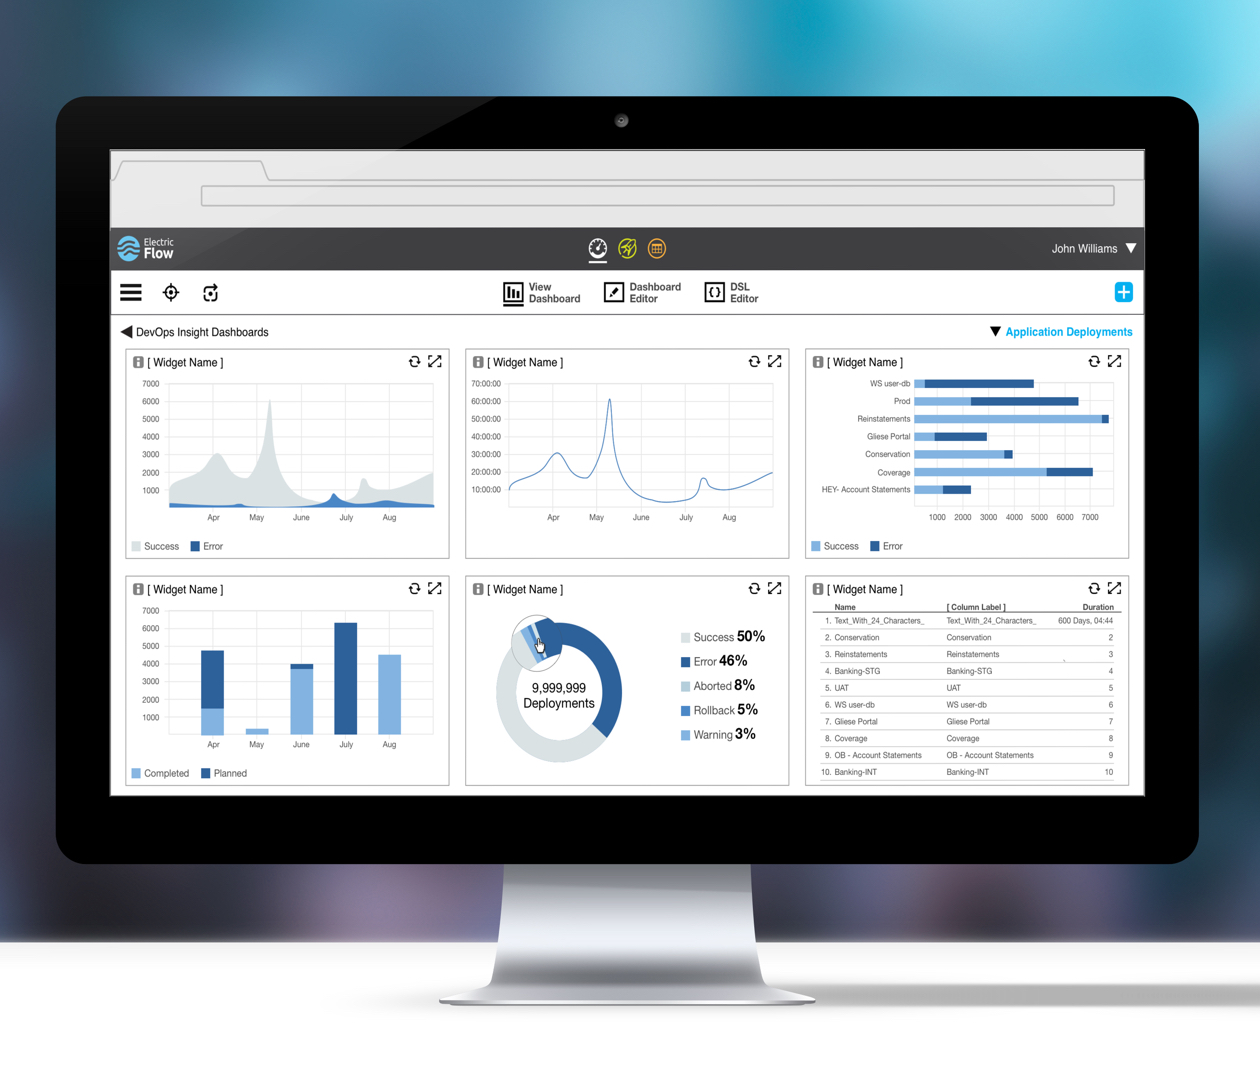 Electric
Flow
John Williams
View
Dashboard
Dashboard
Editor
DSL
Editor
DevOps Insight Dashboards
Application Deployments
[ Widget Name ]
7000
6000
5000
4000
3000
2000
1000
Apr May June July Aug
Success Error
[ Widget Name ]
70:00:00
60:00:00
50:00:00
40:00:00
30:00:00
20:00:00
10:00:00
Apr May June July Aug
[ Widget Name ]
WS user-db
Prod
Reinstatements
Gliese Portal
Conservation
Coverage
HEY- Account Statements
1000 2000 3000 4000 5000 6000 7000
Success Error
[ Widget Name ]
7000
6000
5000
4000
3000
2000
1000
Apr May June July Aug
Completed Planned
[ Widget Name ]
9,999,999
Deployments
Success 50%
Error 46%
Aborted 8%
Rollback 5%
Warning 3%
[ Widget Name ]
Name [ Column Label ] Duration
1. Text_With_24_Characters_ Text_With_24_Characters_ 600 Days, 04:44
2. Conservation Conservation 2
3. Reinstatements Reinstatements 3
4. Banking-STG Banking-STG 4
5. UAT UAT 5
6. WS user-db WS user-db 6
7. Gliese Portal Gliese Portal 7
8. Coverage Coverage 8
9. OB - Account Statements OB - Account Statements 9
10. Banking-INT Banking-INT 10